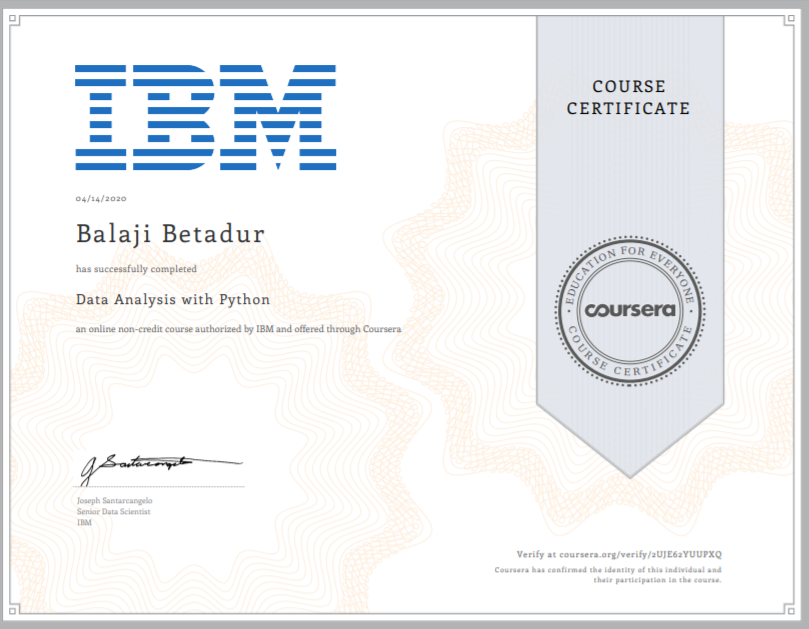 IBM
COURSE
CERTIFICATE
04/14/2020
Balaji Betadur
has successfully completed
Data Analysis with Python
an online non-credit course authorized by IBM and offered through Coursera
EDUCATION FOR EVERYONE
coursera
COURSE CERTIFICATE
J Santarcangelo
Joseph Santarcangelo
Senior Data Scientist
IBM
Verify at coursera.org/verify/2UJE62YUUPXQ
Coursera has confirmed the identity of this individual and
their participation in the course.